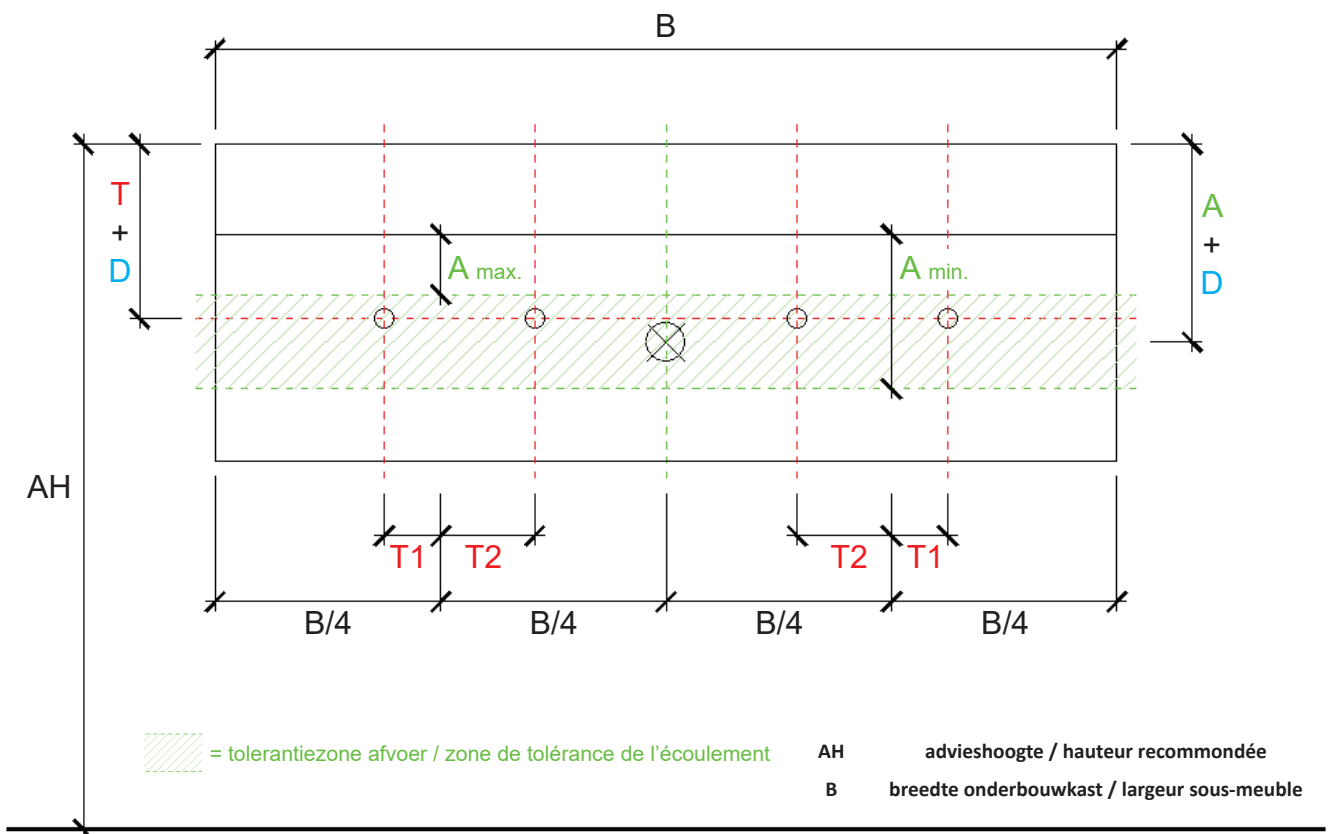 B
T
+
D
A
+
D
A max.
A min.
AH
T1
T2
T2
T1
B/4
B/4
B/4
B/4
= tolerantiezone afvoer / zone de tolérance de l'écoulement
AH advieshoogte / hauteur recommondée
B breedte onderbouwkast / largeur sous-meuble